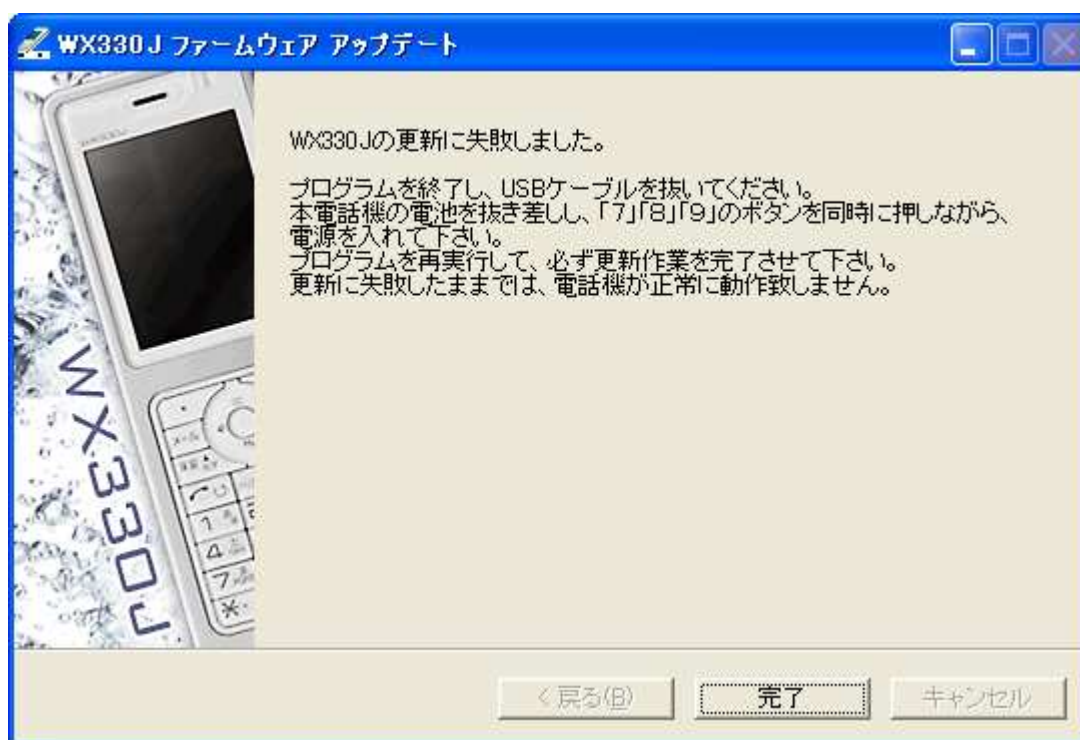 WX330J ファームウェア アップデート
WX330Jの更新に失敗しました。
プログラムを終了し、USBケーブルを抜いてください。
本電話機の電池を抜き差しし、「7」「8」「9」のボタンを同時に押しながら、
電源を入れて下さい。
プログラムを再実行して、必ず更新作業を完了させて下さい。
更新に失敗したままでは、電話機が正常に動作致しません。
WX330J
メール
1
4
7
*
< 戻る(B)
完了
キャンセル